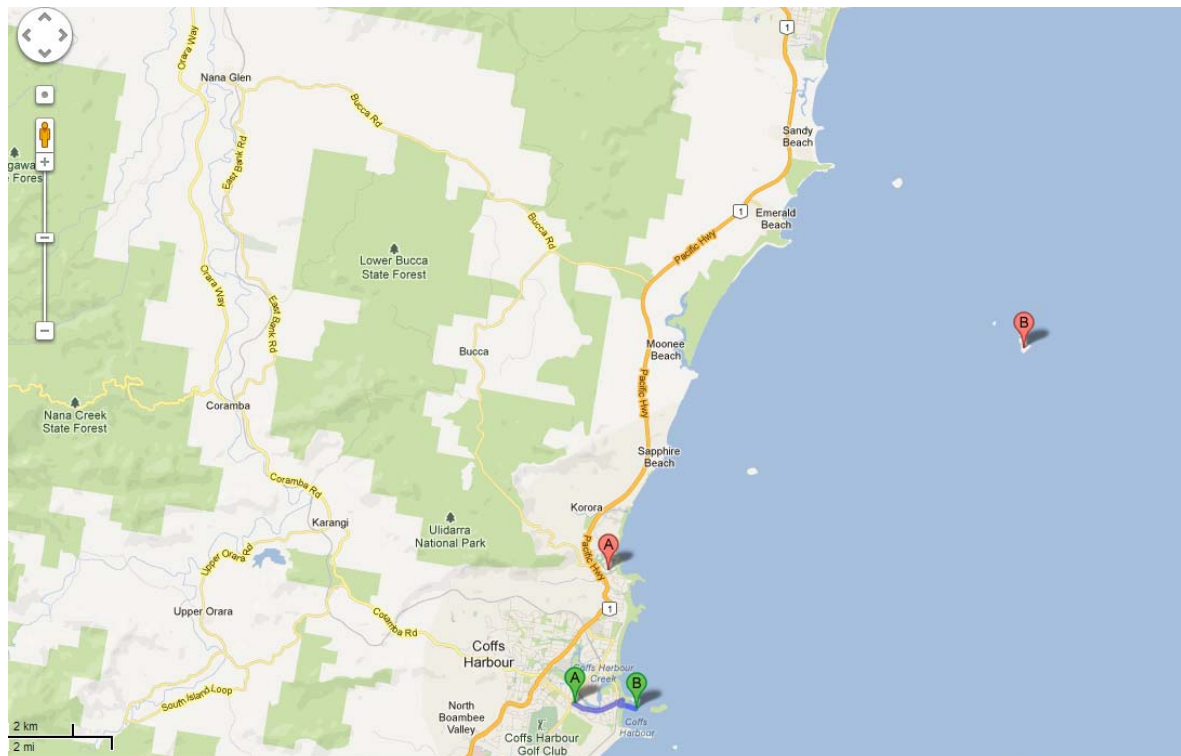 1
Orara Way
Nana Glen
Bucca Rd
Sandy
Beach
East Bank Rd
1
Emerald
Beach
Bucca Rd
Pacific Hwy
Lower Bucca
State Forest
Orara Way
East Bank Rd
B
Moonee
Beach
Bucca
Pacific Hwy
Coramba
Nana Creek
State Forest
Sapphire
Beach
Coramba Rd
Korora
Karangi
Ulidarra
National Park
A
Pacific Hwy
Upper Orara Rd
Upper Orara
1
Coramba Rd
Coffs
Harbour
Coffs Harbour
Creek
A
B
South Island Loop
North
Boambee
Valley
Coffs
Harbour
Coffs Harbour
Golf Club
2 km
2 mi